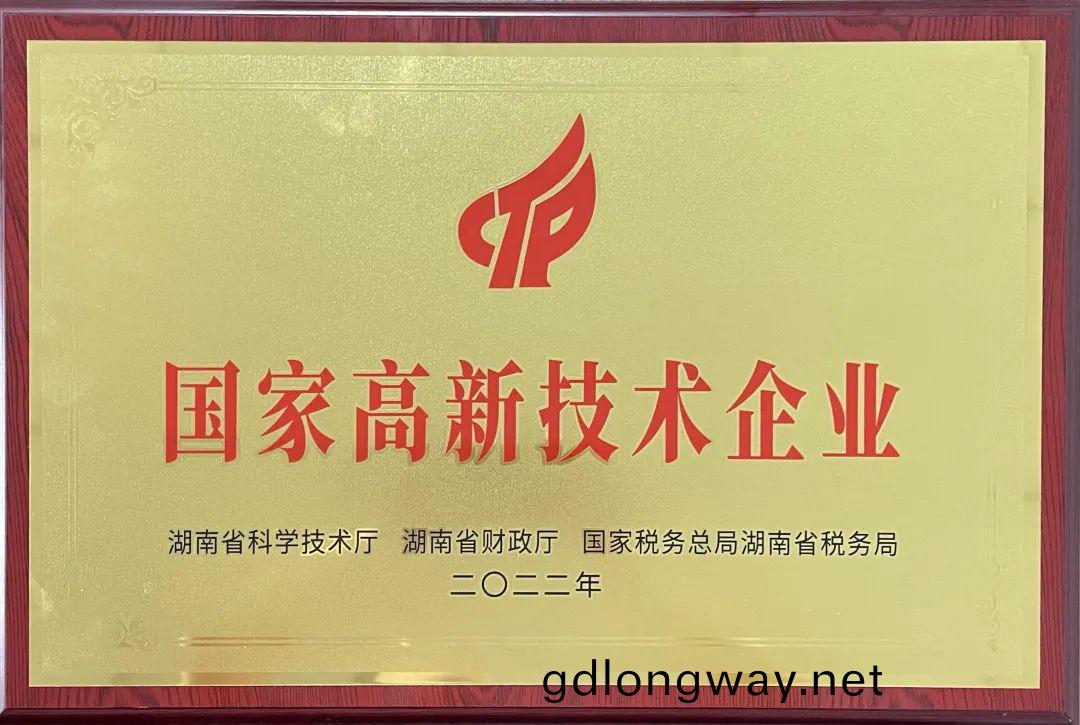 CTP
国家高新技术企业
湖南省科学技术厅 湖南省财政厅 国家税务总局湖南省税务局
二〇二二年
gdlongway.net